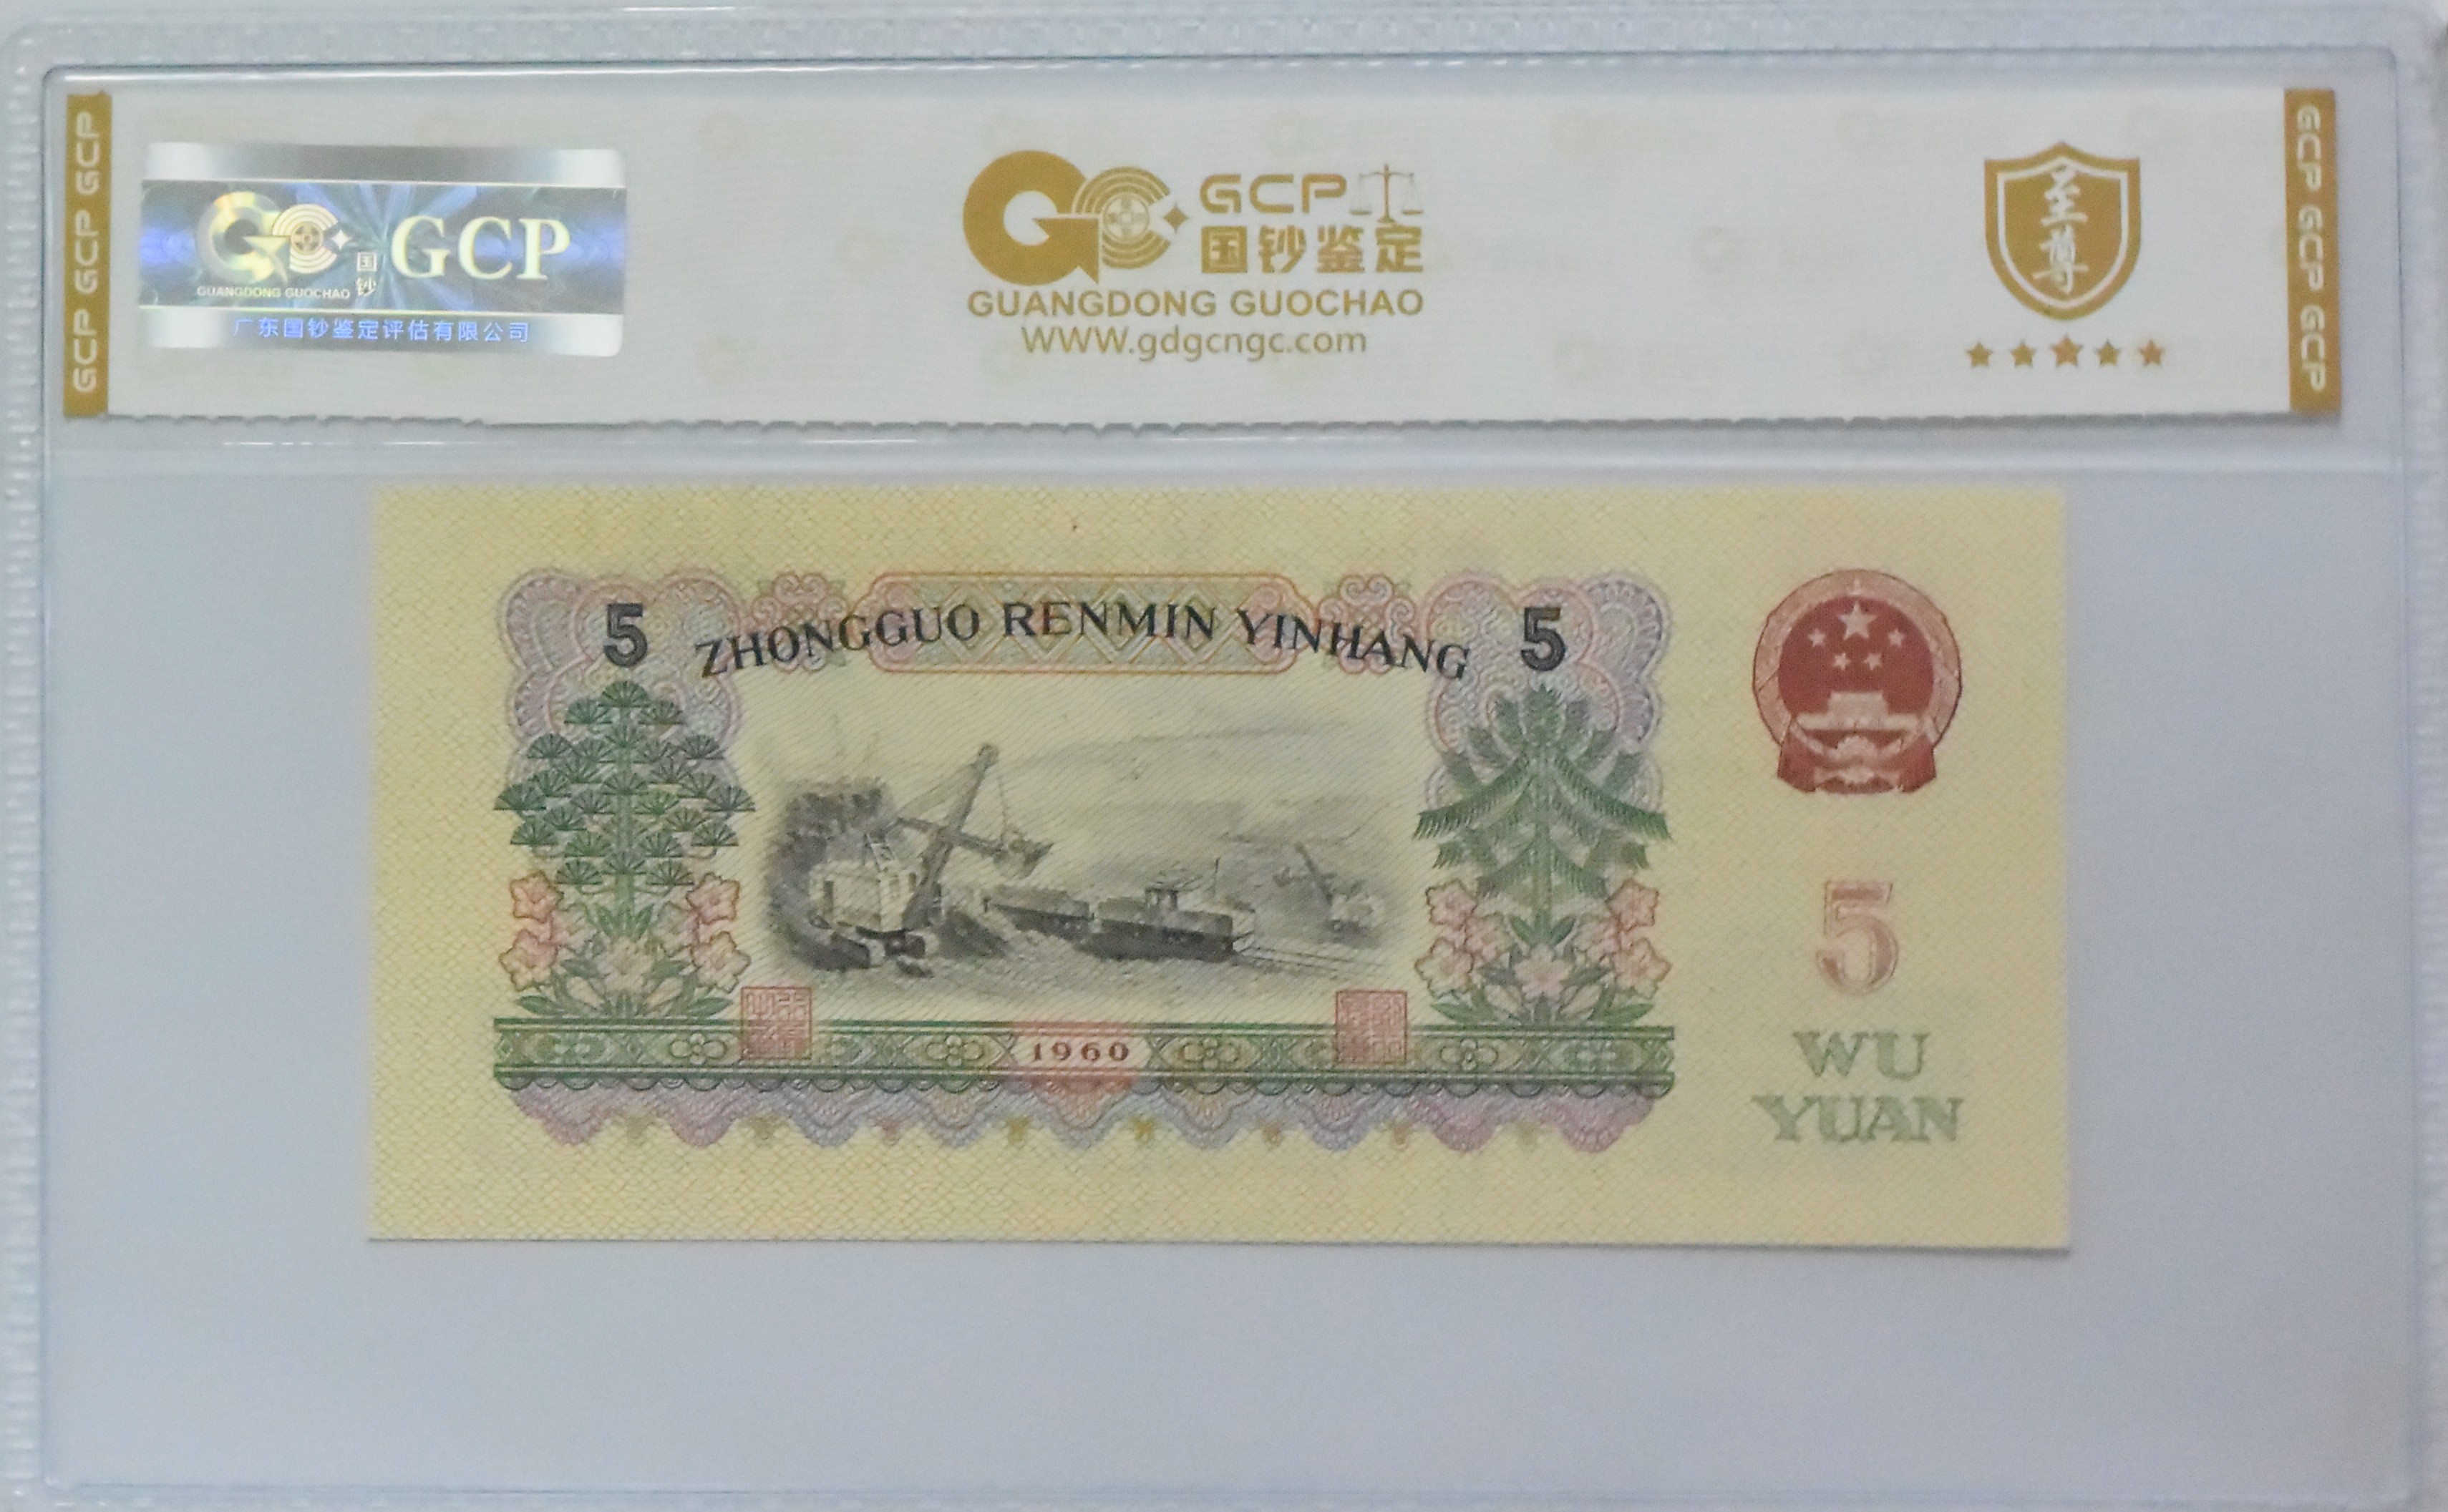 GCP GCP GCP
国钞
GCP
GUANGDONG GUOCHAO
广东国钞鉴定评估有限公司
GCP
国钞鉴定
GUANGDONG GUOCHAO
WWW.gdgcngc.com
至尊
GCP GCP GCP
5 ZHONGGUO RENMIN YINHANG 5
1960
5
WU
YUAN